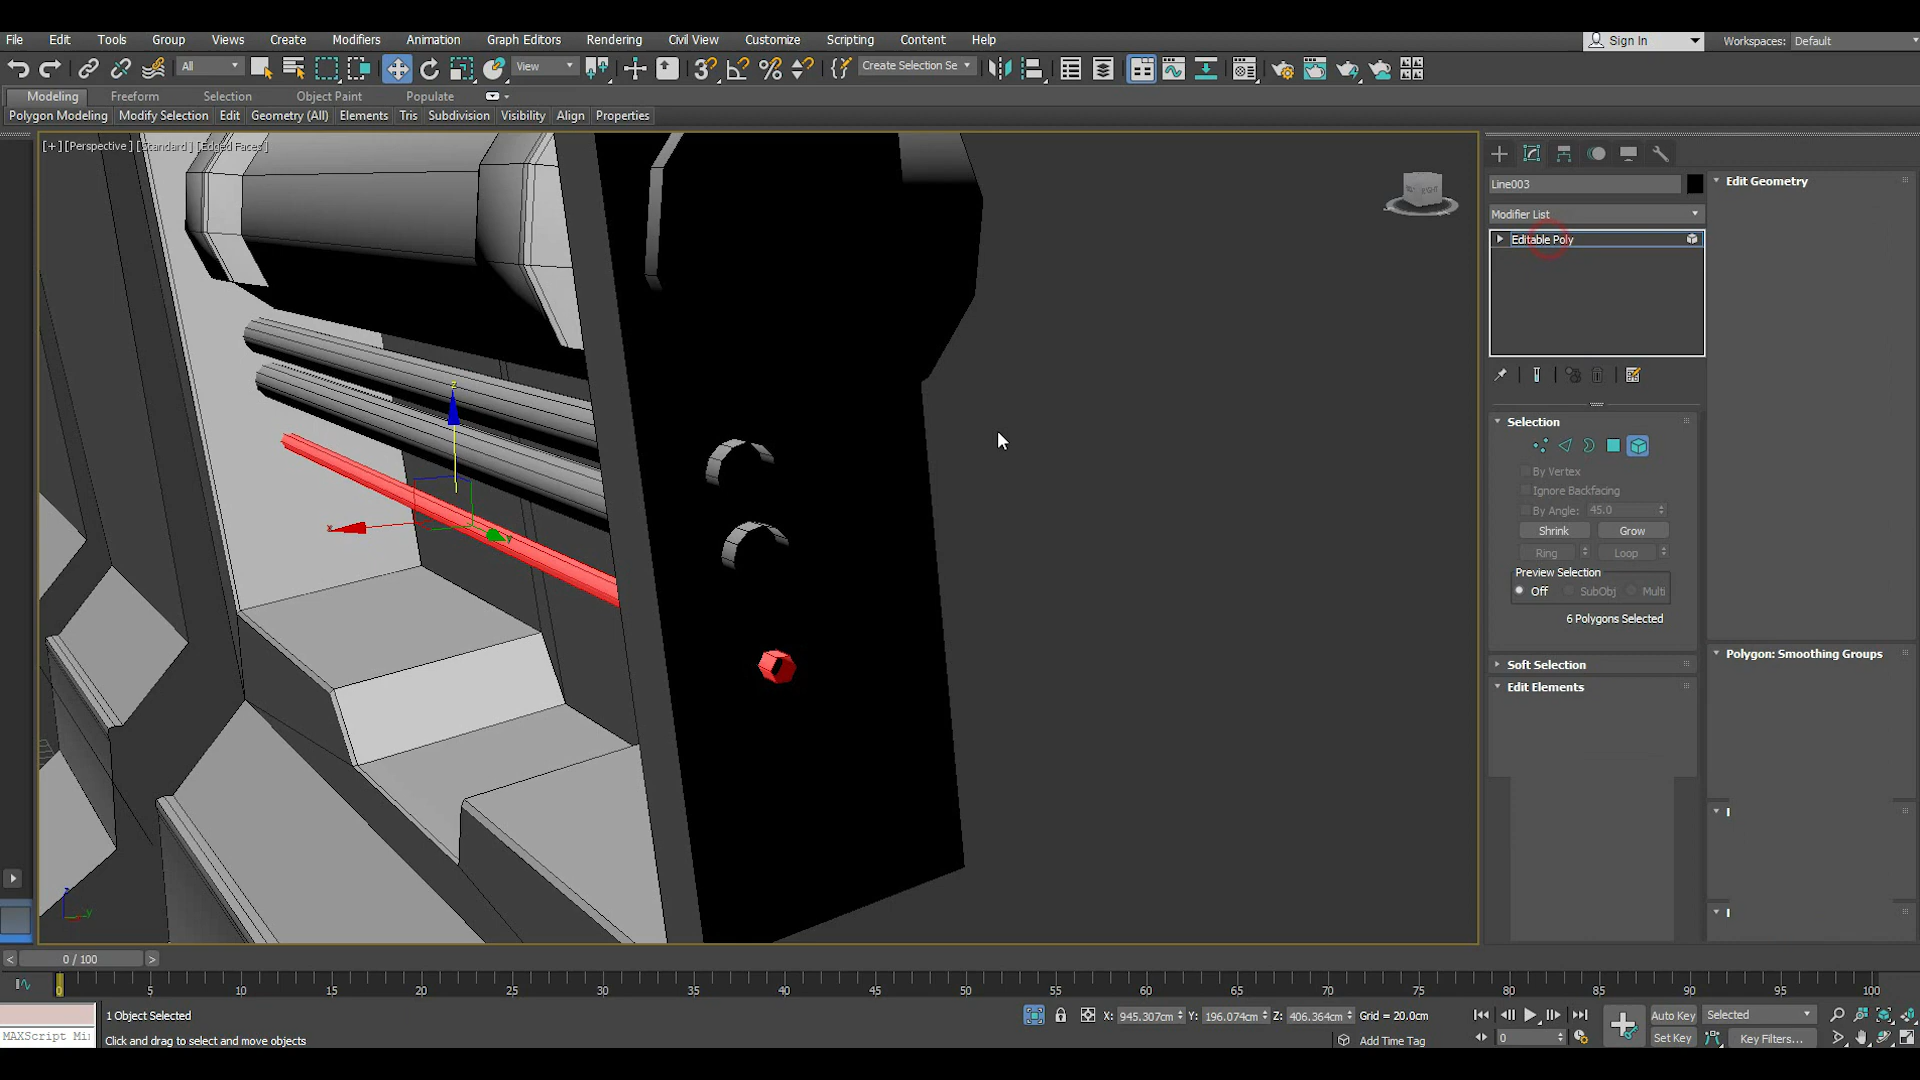 File Edit Tools Group Views Create Modifiers Animation Graph Editors Rendering Civil View Customize Scripting Content Help Sign In Workspaces: Default
All View Create Selection Se
Modeling Freeform Selection Object Paint Populate
Polygon Modeling Modify Selection Edit Geometry (All) Elements Tris Subdivision Visibility Align Properties
[+] [Perspective] [Standard] [Edged Faces]
Line003
Modifier List
Editable Poly
Selection
By Vertex
Ignore Backfacing
By Angle: 45.0
Shrink Grow
Ring Loop
Preview Selection
Off SubObj Multi
6 Polygons Selected
Soft Selection
Edit Elements
Edit Geometry
Polygon: Smoothing Groups
RIGHT
z
x
y
z
y
< 0 / 100 >
0 5 10 15 20 25 30 35 40 45 50 55 60 65 70 75 80 85 90 95 100
1 Object Selected X: 945.307cm Y: 196.074cm Z: 406.364cm Grid = 20.0cm Auto Key Selected
MAXScript Mi
Click and drag to select and move objects Add Time Tag 0 Set Key Key Filters...